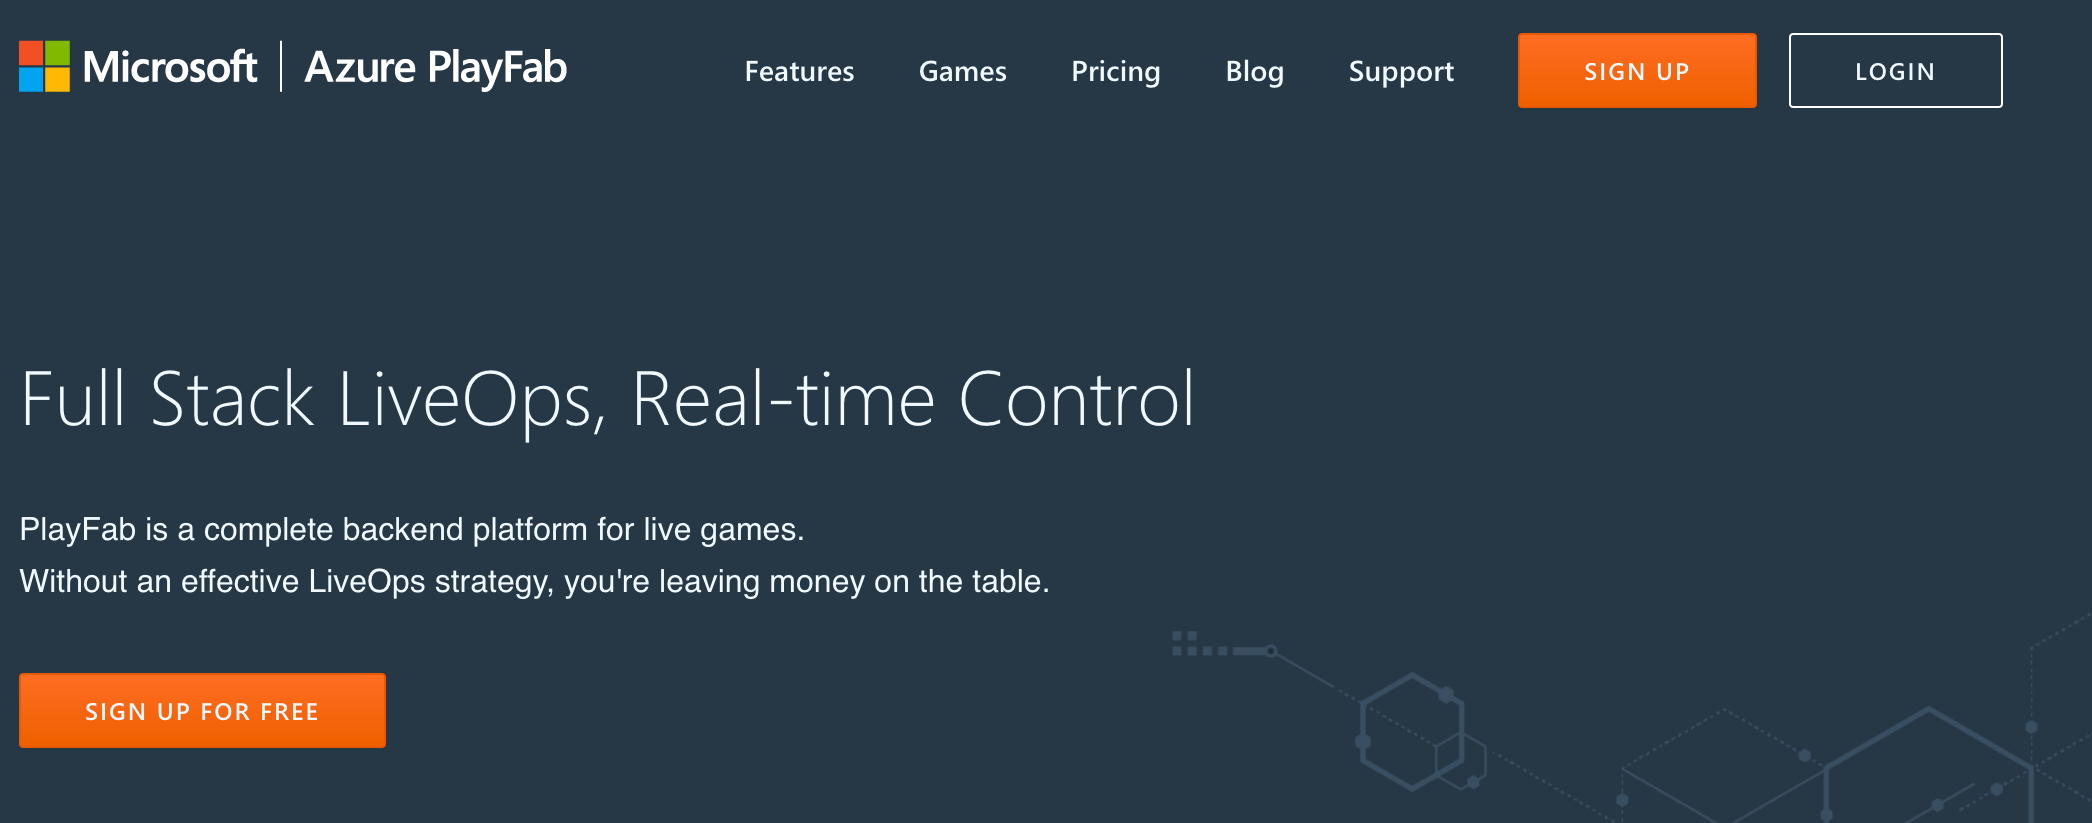 Microsoft | Azure PlayFab
Features Games Pricing Blog Support SIGN UP LOGIN
Full Stack LiveOps, Real-time Control
PlayFab is a complete backend platform for live games.
Without an effective LiveOps strategy, you're leaving money on the table.
SIGN UP FOR FREE